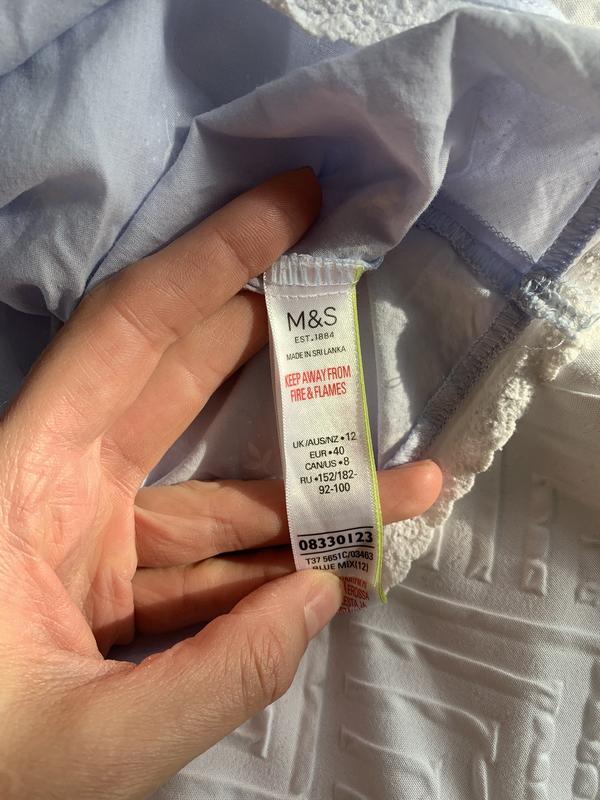 M&S
EST.1884
MADE IN SRI LANKA
KEEP AWAY FROM
FIRE & FLAMES
UK/AUS/NZ •12
EUR •40
CAN/US •8
RU •152/182-
92-100
08330123
T37 5651C/03463
BLUE MIX(12)